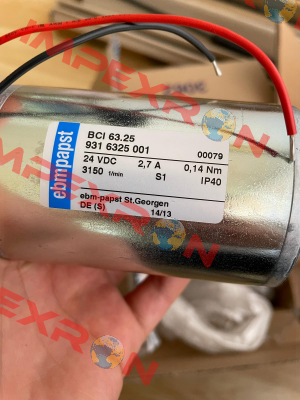 IMPEXRON
ebmpapst
BCI 63.25
931 6325 001 00079
24 VDC 2,7 A 0,14 Nm
3150 1/min S1 IP40
ebm-papst St.Georgen
DE (S) 14/13
IMPEXRON